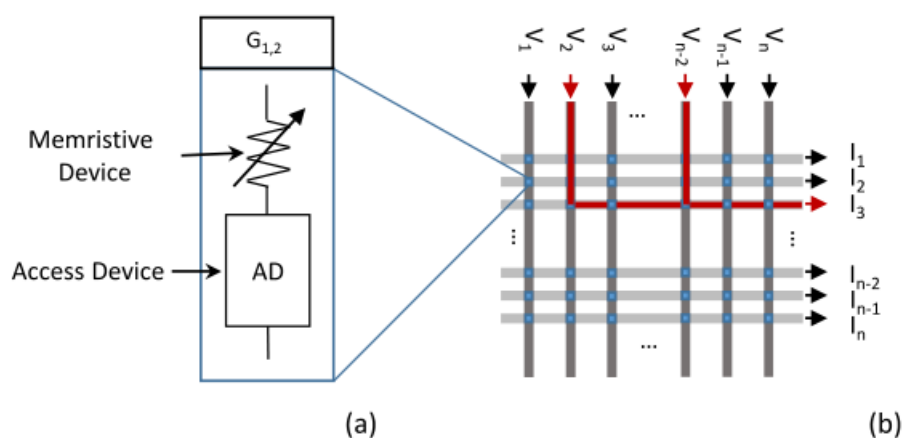 G1,2
Memristive
Device
Access Device
AD
(a)
V1 V2 V3 Vn-2 Vn-1 Vn
...
I1
I2
I3
... ...
In-2
In-1
In
...
(b)